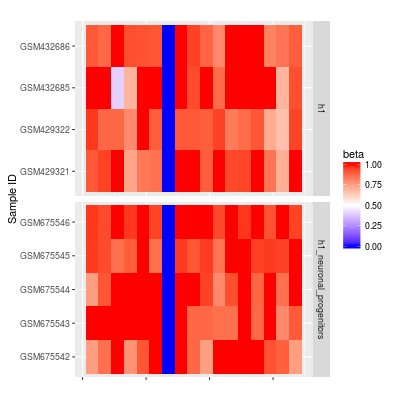 Sample ID
GSM432686
GSM432685
GSM429322
GSM429321
h1
GSM675546
GSM675545
GSM675544
GSM675543
GSM675542
h1_neuronal_progenitors
beta
1.00
0.75
0.50
0.25
0.00